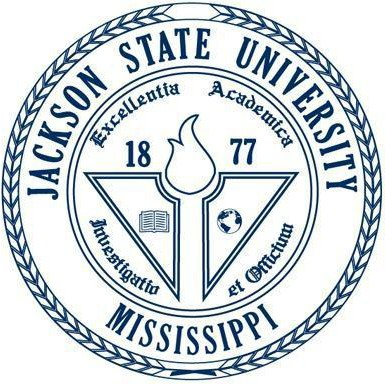 JACKSON STATE UNIVERSITY
Excellentia Academica
18 77
Investigatio
et Officium
MISSISSIPPI